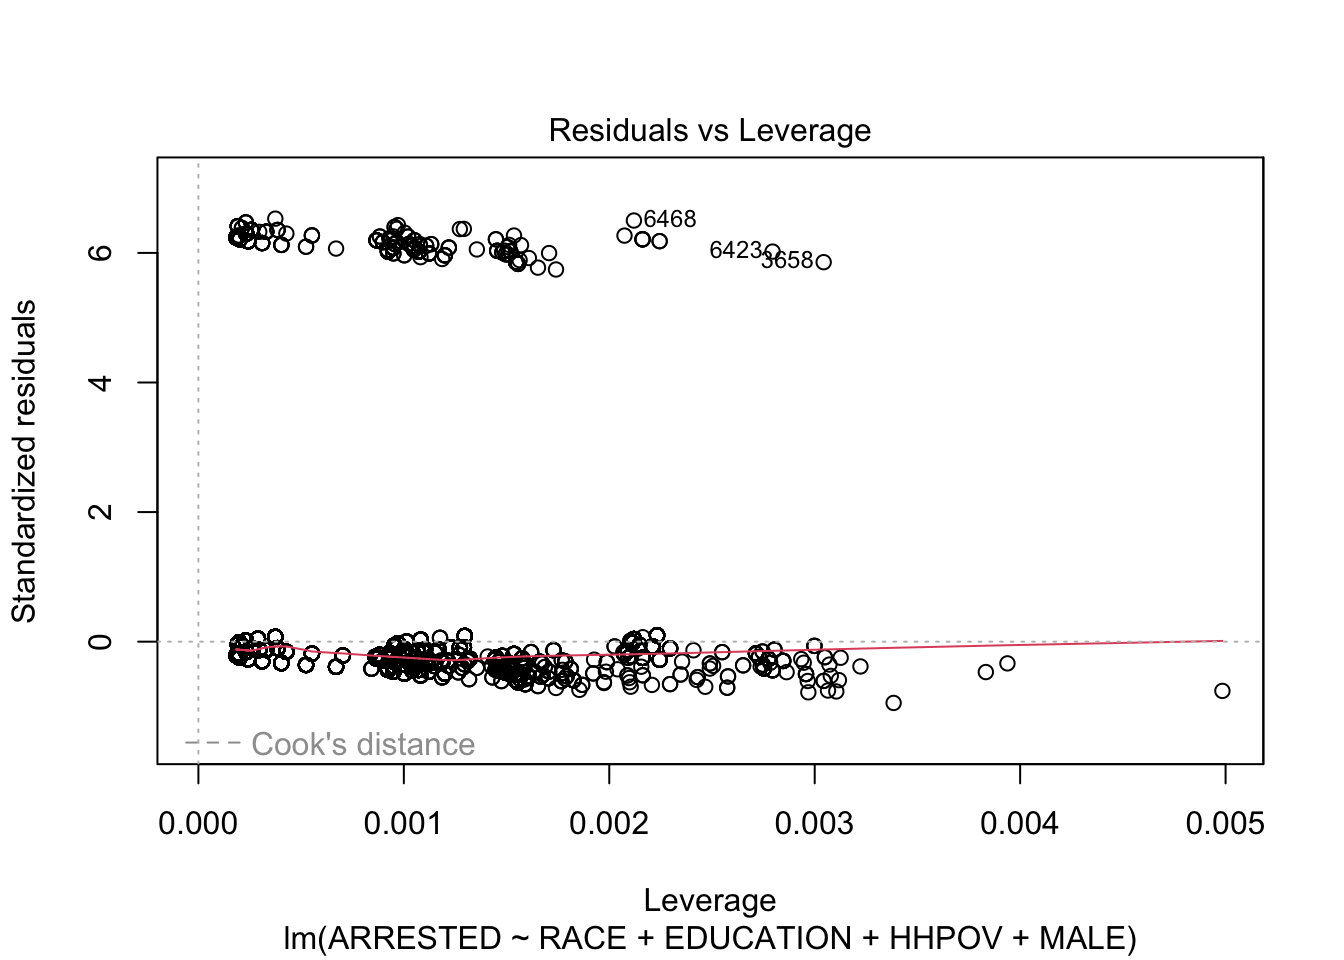 Residuals vs Leverage
Standardized residuals
6
4
2
0
6468
6423
3658
Cook's distance
0.000 0.001 0.002 0.003 0.004 0.005
Leverage
lm(ARRESTED ~ RACE + EDUCATION + HHPOV + MALE)